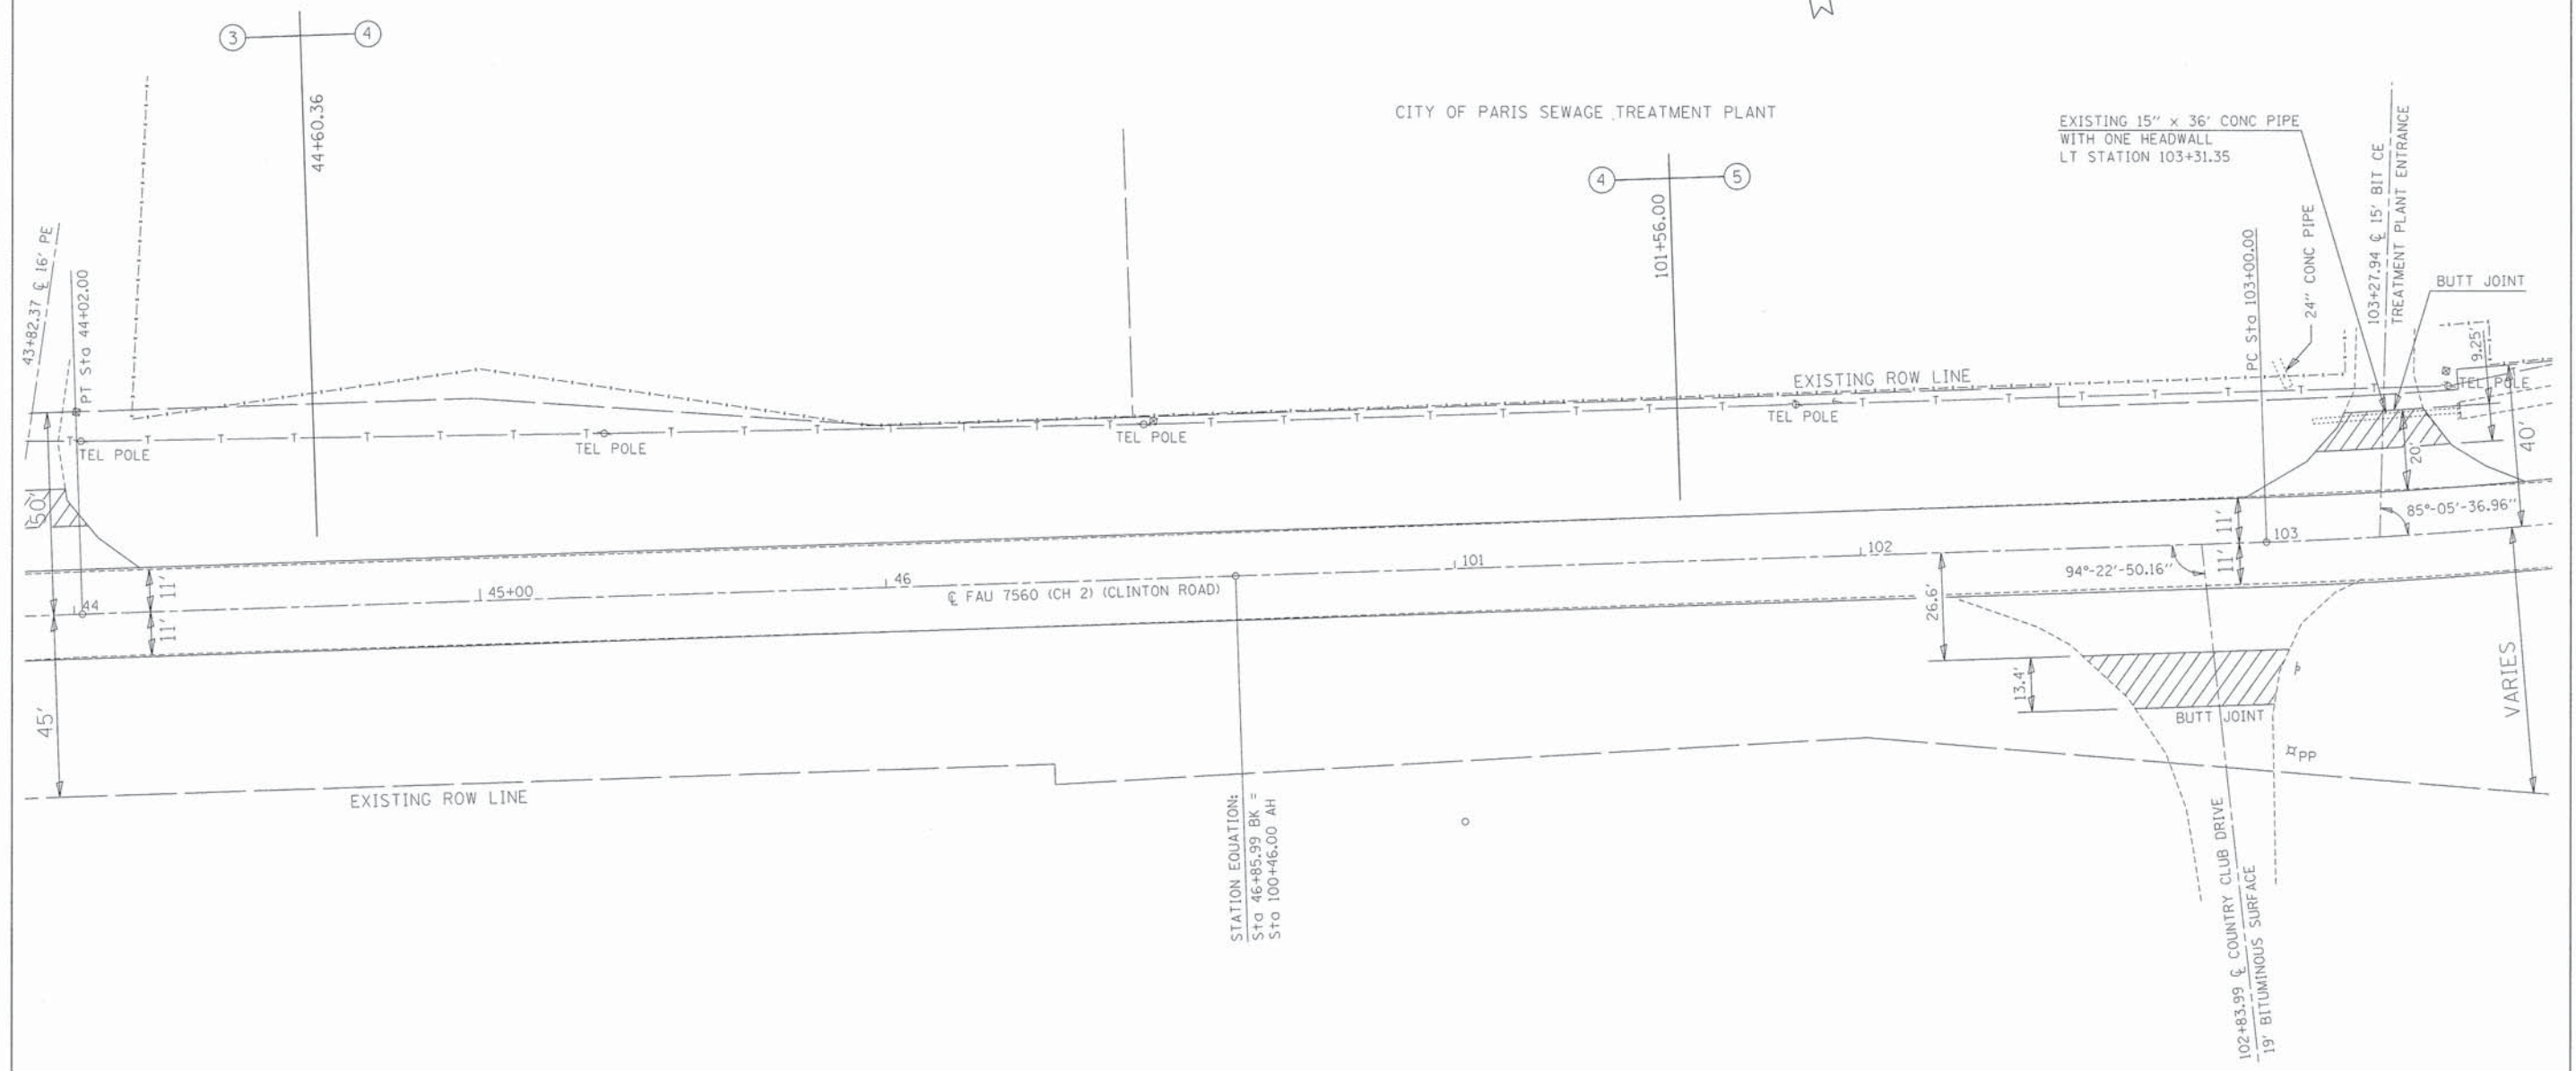 3
4
44+60.36
CITY OF PARIS SEWAGE TREATMENT PLANT
4
5
101+56.00
EXISTING 15" x 36' CONC PIPE
WITH ONE HEADWALL
LT STATION 103+31.35
103+27.94 ℄ 15' BIT CE
TREATMENT PLANT ENTRANCE
24" CONC PIPE
BUTT JOINT
43+82.37 ℄ 16' PE
PT Sta 44+02.00
PC Sta 103+00.00
9.25'
EXISTING ROW LINE
TEL POLE
TEL POLE
TEL POLE
TEL POLE
TEL POLE
T T T T T T T T T T T T T T T T T T T T T T T T T T T T T T T T
50'
40'
20'
85°-05'-36.96"
11'
11'
11'
11'
44
45+00
46
℄ FAU 7560 (CH 2) (CLINTON ROAD)
101
102
103
94°-22'-50.16"
26.6'
13.4'
BUTT JOINT
VARIES
45'
PP
EXISTING ROW LINE
STATION EQUATION:
Sta 46+85.99 BK =
Sta 100+46.00 AH
102+83.99 ℄ COUNTRY CLUB DRIVE
19' BITUMINOUS SURFACE